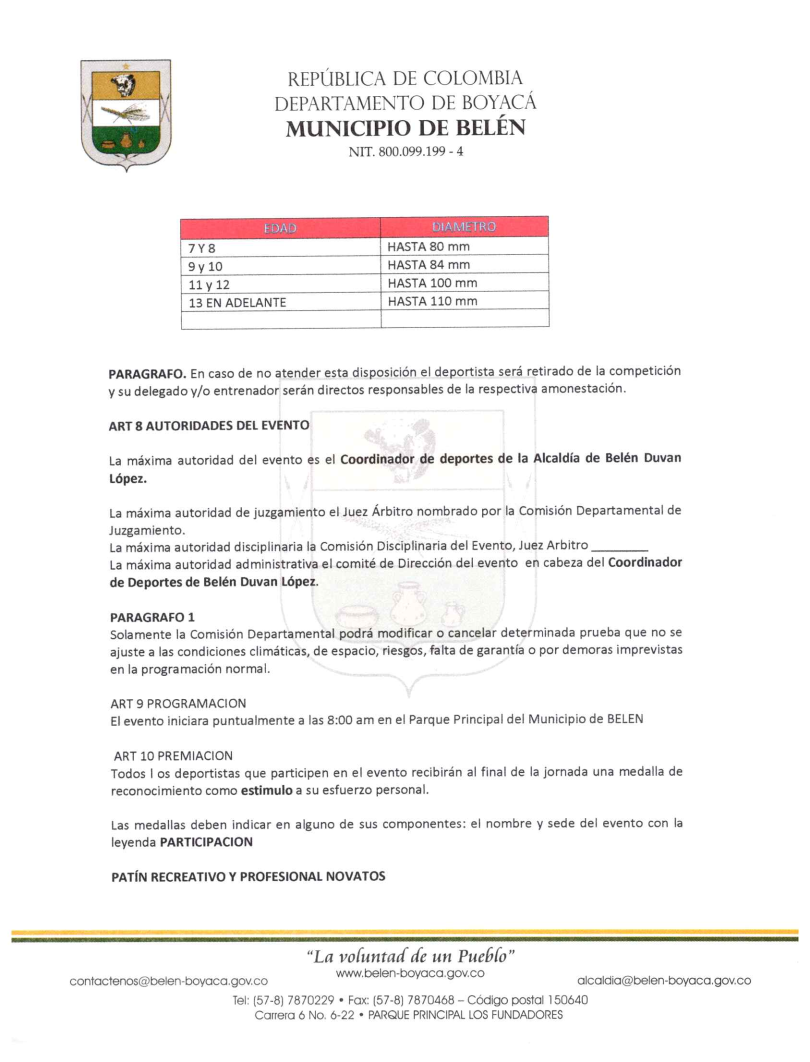 REPÚBLICA DE COLOMBIA
DEPARTAMENTO DE BOYACÁ
MUNICIPIO DE BELÉN
NIT. 800.099.199 - 4
EDAD DIAMETRO
7 Y 8 HASTA 80 mm
9 y 10 HASTA 84 mm
11 y 12 HASTA 100 mm
13 EN ADELANTE HASTA 110 mm
PARAGRAFO. En caso de no atender esta disposición el deportista será retirado de la competición
y su delegado y/o entrenador serán directos responsables de la respectiva amonestación.
ART 8 AUTORIDADES DEL EVENTO
La máxima autoridad del evento es el Coordinador de deportes de la Alcaldía de Belén Duvan
López.
La máxima autoridad de juzgamiento el Juez Árbitro nombrado por la Comisión Departamental de
Juzgamiento.
La máxima autoridad disciplinaria la Comisión Disciplinaria del Evento, Juez Arbitro ________
La máxima autoridad administrativa el comité de Dirección del evento en cabeza del Coordinador
de Deportes de Belén Duvan López.
PARAGRAFO 1
Solamente la Comisión Departamental podrá modificar o cancelar determinada prueba que no se
ajuste a las condiciones climáticas, de espacio, riesgos, falta de garantía o por demoras imprevistas
en la programación normal.
ART 9 PROGRAMACION
El evento iniciara puntualmente a las 8:00 am en el Parque Principal del Municipio de BELEN
ART 10 PREMIACION
Todos l os deportistas que participen en el evento recibirán al final de la jornada una medalla de
reconocimiento como estimulo a su esfuerzo personal.
Las medallas deben indicar en alguno de sus componentes: el nombre y sede del evento con la
leyenda PARTICIPACION
PATÍN RECREATIVO Y PROFESIONAL NOVATOS
"La voluntad de un Pueblo"
www.belen-boyaca.gov.co
contactenos@belen-boyaca.gov.co alcaldia@belen-boyaca.gov.co
Tel: (57-8) 7870229 • Fax: (57-8) 7870468 – Código postal 150640
Carrera 6 No. 6-22 • PARQUE PRINCIPAL LOS FUNDADORES